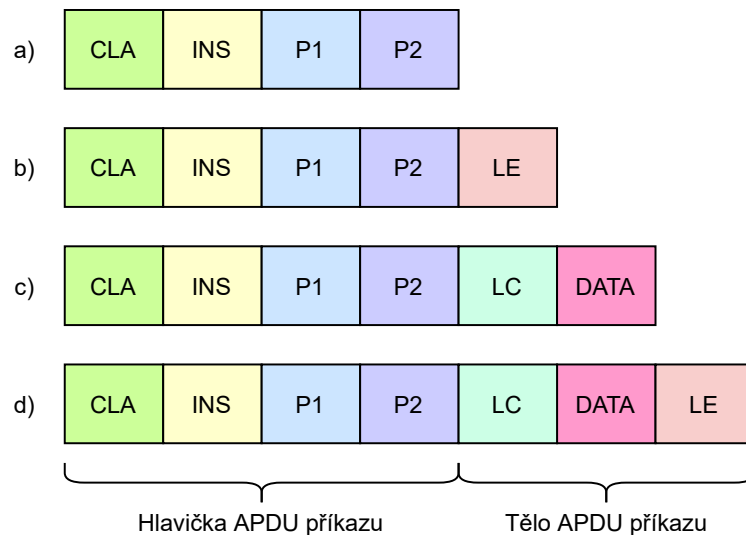 a) CLA INS P1 P2
b) CLA INS P1 P2 LE
c) CLA INS P1 P2 LC DATA
d) CLA INS P1 P2 LC DATA LE
Hlavička APDU příkazu Tělo APDU příkazu